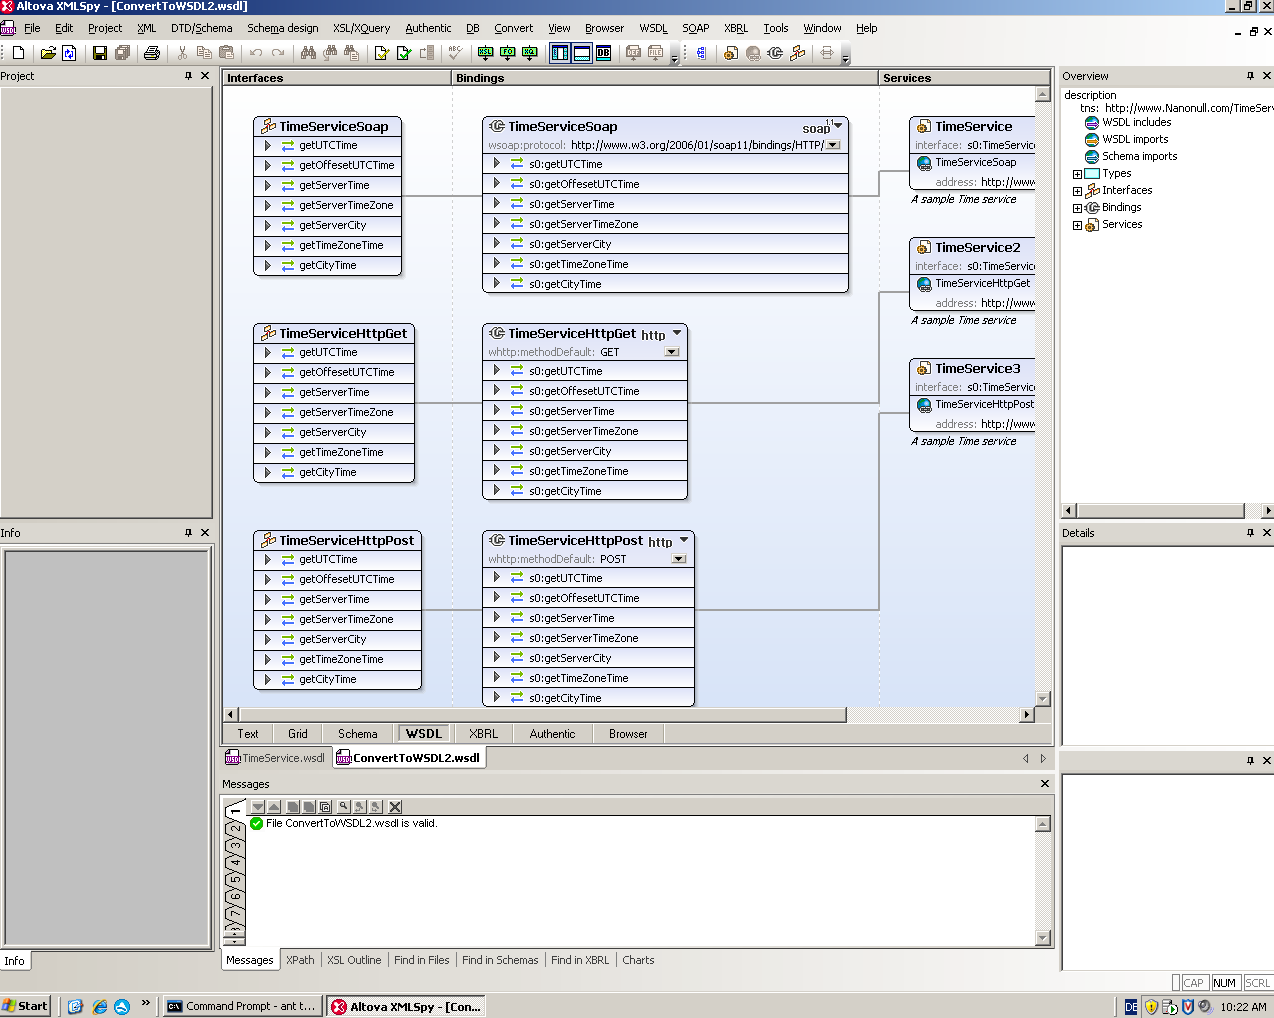 Altova XMLSpy - [ConvertToWSDL2.wsdl]
File Edit Project XML DTD/Schema Schema design XSL/XQuery Authentic DB Convert View Browser WSDL SOAP XBRL Tools Window Help
Project
Interfaces Bindings Services
TimeServiceSoap
getUTCTime
getOffesetUTCTime
getServerTime
getServerTimeZone
getServerCity
getTimeZoneTime
getCityTime
TimeServiceHttpGet
getUTCTime
getOffesetUTCTime
getServerTime
getServerTimeZone
getServerCity
getTimeZoneTime
getCityTime
TimeServiceHttpPost
getUTCTime
getOffesetUTCTime
getServerTime
getServerTimeZone
getServerCity
getTimeZoneTime
getCityTime
TimeServiceSoap soap 1.1
wsoap:protocol: http://www.w3.org/2006/01/soap11/bindings/HTTP/
s0:getUTCTime
s0:getOffesetUTCTime
s0:getServerTime
s0:getServerTimeZone
s0:getServerCity
s0:getTimeZoneTime
s0:getCityTime
TimeServiceHttpGet http
whttp:methodDefault: GET
s0:getUTCTime
s0:getOffesetUTCTime
s0:getServerTime
s0:getServerTimeZone
s0:getServerCity
s0:getTimeZoneTime
s0:getCityTime
TimeServiceHttpPost http
whttp:methodDefault: POST
s0:getUTCTime
s0:getOffesetUTCTime
s0:getServerTime
s0:getServerTimeZone
s0:getServerCity
s0:getTimeZoneTime
s0:getCityTime
TimeService
interface: s0:TimeServic
TimeServiceSoap
address: http://www
A sample Time service
TimeService2
interface: s0:TimeServic
TimeServiceHttpGet
address: http://www
A sample Time service
TimeService3
interface: s0:TimeServic
TimeServiceHttpPost
address: http://www
A sample Time service
Overview
description
tns: http://www.Nanonull.com/TimeServ
WSDL includes
WSDL imports
Schema imports
Types
Interfaces
Bindings
Services
Info
Details
Text Grid Schema WSDL XBRL Authentic Browser
TimeService.wsdl ConvertToWSDL2.wsdl
Messages
1
2
3
4
5
6
7
File ConvertToWSDL2.wsdl is valid.
Info
Messages XPath XSL Outline Find in Files Find in Schemas Find in XBRL Charts
CAP NUM SCRL
Start
»
Command Prompt - ant t...
Altova XMLSpy - [Con...
DE
10:22 AM